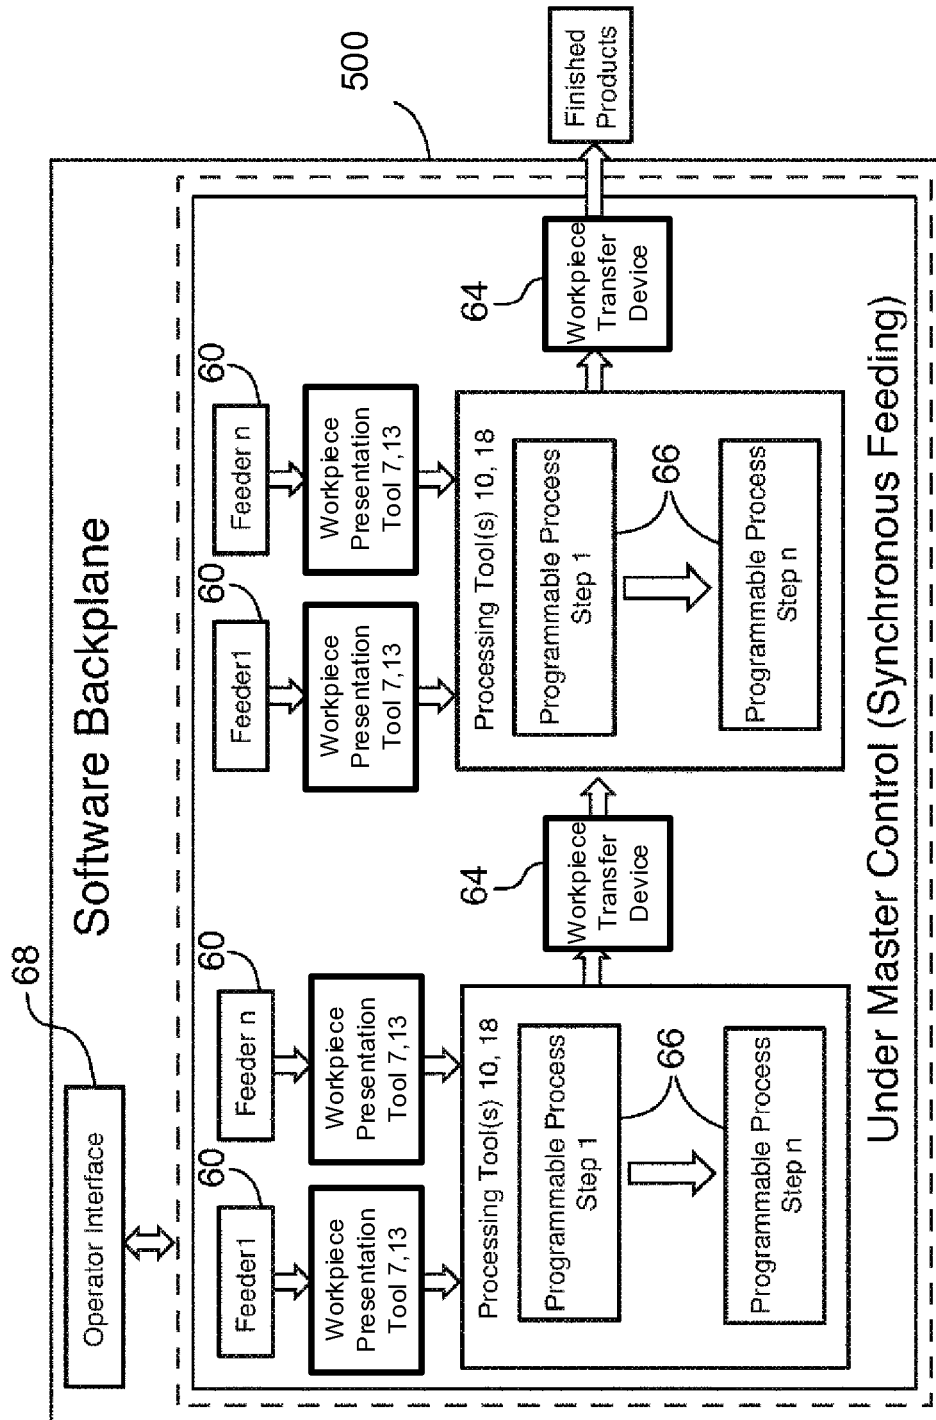 Software Backplane
68
Operator Interface
500
60
60
60
60
Feeder1
Feeder n
Feeder1
Feeder n
Workpiece
Presentation
Tool 7,13
Workpiece
Presentation
Tool 7,13
Workpiece
Presentation
Tool 7,13
Workpiece
Presentation
Tool 7,13
Processing Tool(s) 10, 18
Programmable Process
Step 1
66
Programmable Process
Step n
64
Workpiece
Transfer
Device
Processing Tool(s) 10, 18
Programmable Process
Step 1
66
Programmable Process
Step n
64
Workpiece
Transfer
Device
Finished
Products
Under Master Control (Synchronous Feeding)